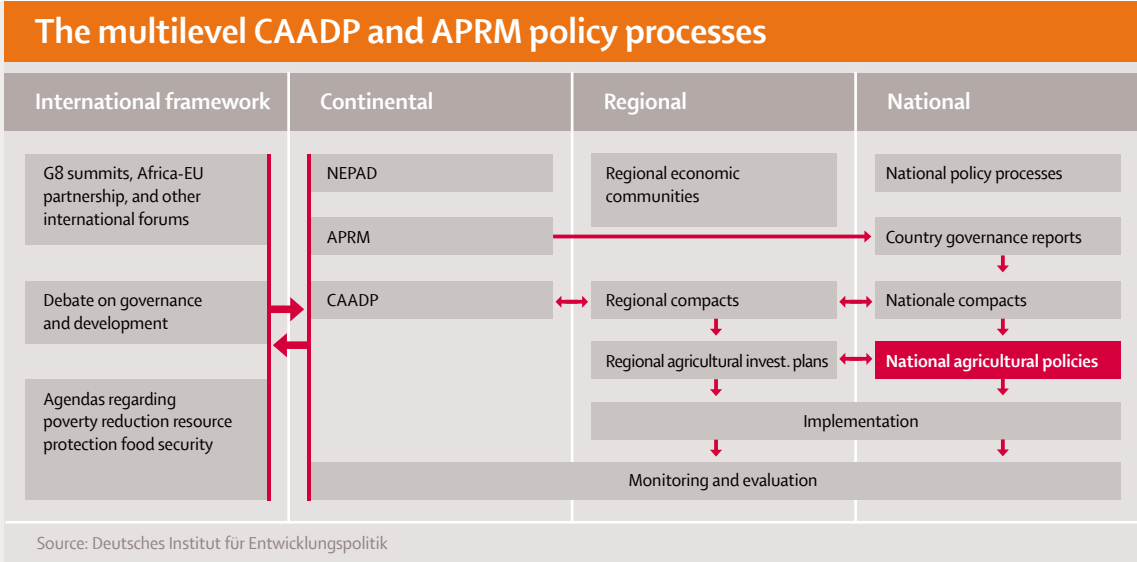 The multilevel CAADP and APRM policy processes
International framework
Continental
Regional
National
G8 summits, Africa-EU
partnership, and other
international forums
Debate on governance
and development
Agendas regarding
poverty reduction resource
protection food security
NEPAD
APRM
CAADP
Regional economic
communities
Regional compacts
Regional agricultural invest. plans
National policy processes
Country governance reports
Nationale compacts
National agricultural policies
Implementation
Monitoring and evaluation
Source: Deutsches Institut für Entwicklungspolitik